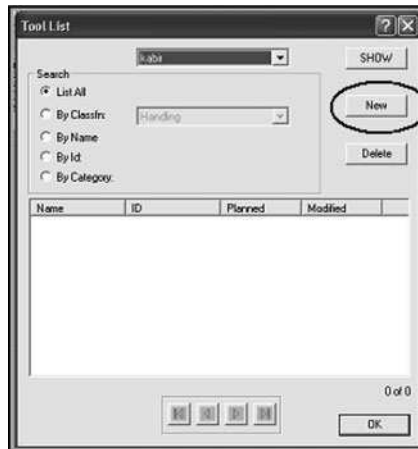 Tool List
kabir
SHOW
Search
List All
New
By Classfn:
Handing
By Name
By Id:
Delete
By Category:
Name ID Planned Modified
0 of 0
OK